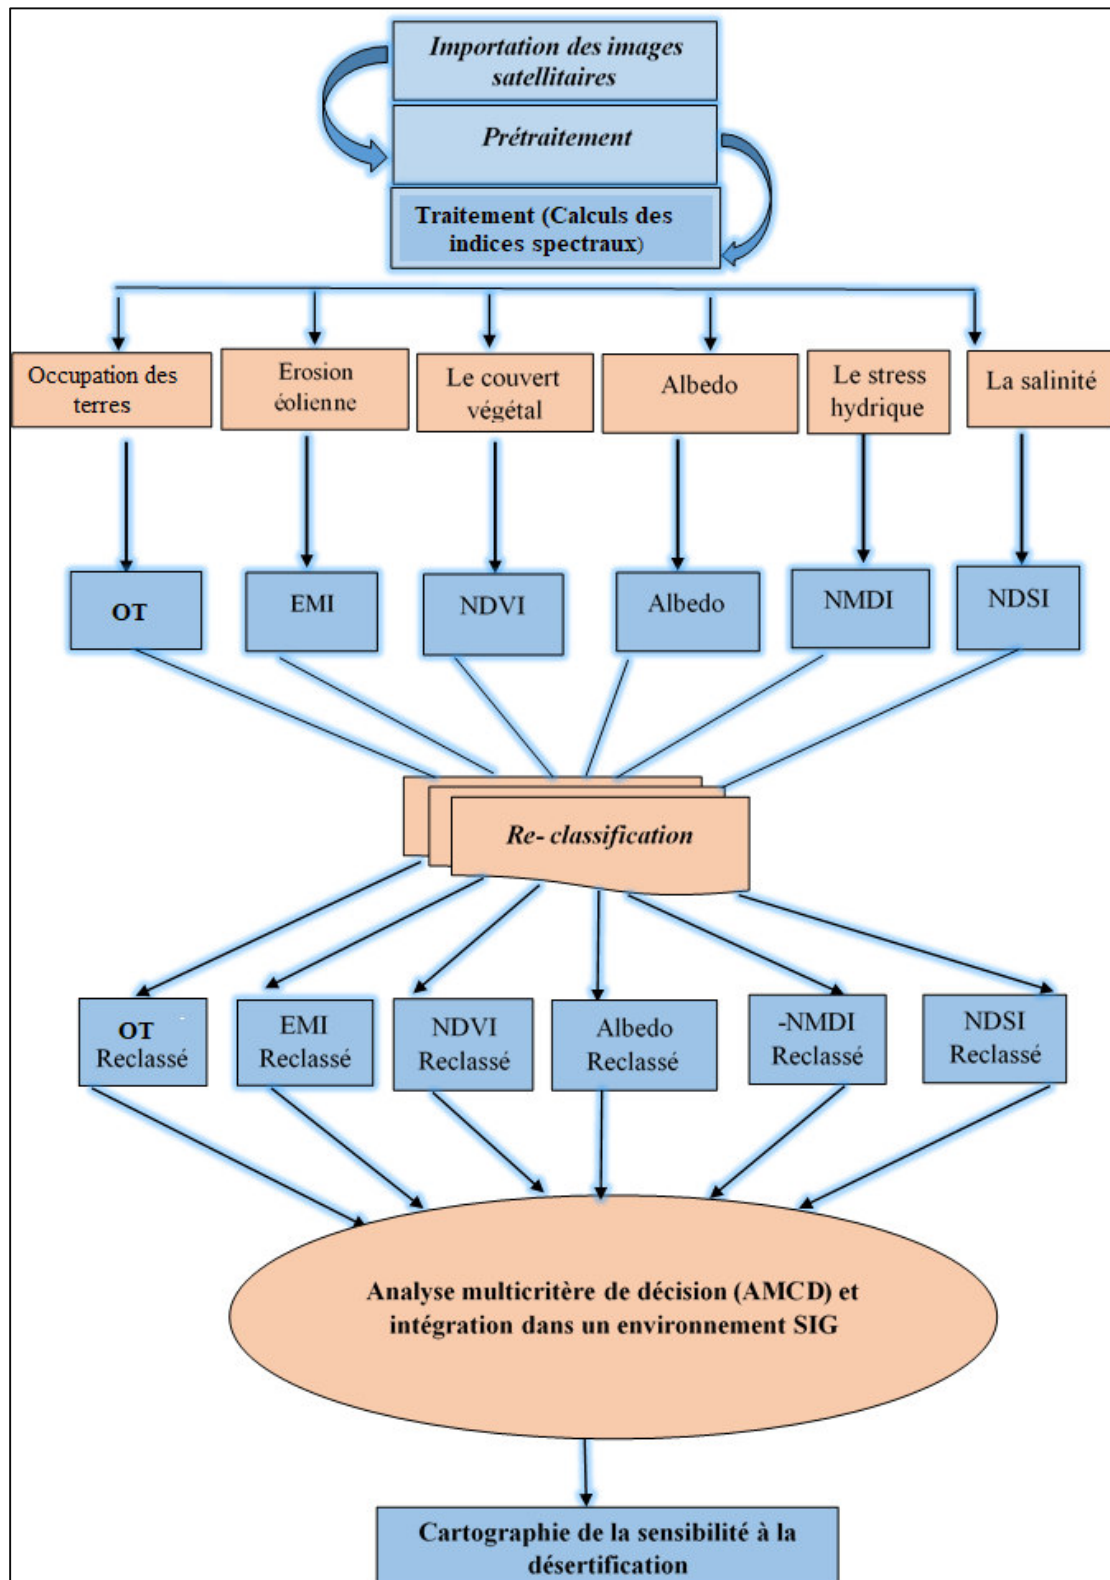 Importation des images
satellitaires
Prétraitement
Traitement (Calculs des
indices spectraux)
Occupation des
terres
Erosion
éolienne
Le couvert
végétal
Albedo
Le stress
hydrique
La salinité
OT
EMI
NDVI
Albedo
NMDI
NDSI
Re- classification
OT
Reclassé
EMI
Reclassé
NDVI
Reclassé
Albedo
Reclassé
-NMDI
Reclassé
NDSI
Reclassé
Analyse multicritère de décision (AMCD) et
intégration dans un environnement SIG
Cartographie de la sensibilité à la
désertification